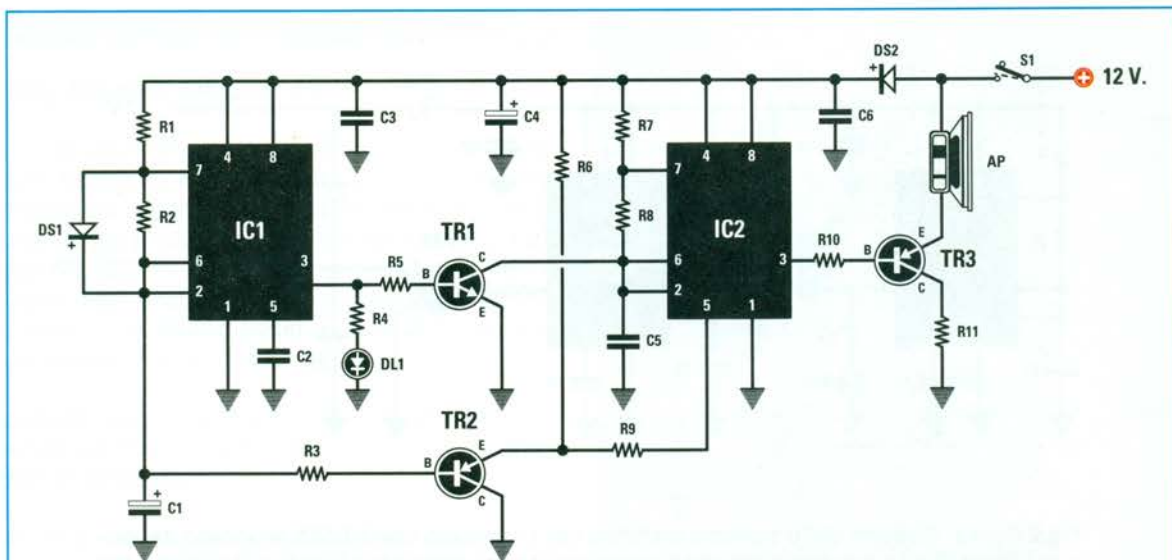 DS2
S1
12 V.
R1
C3
C4
R7
C6
R6
AP
4 8
7
R2
DS1
IC1
6
2
3
1 5
TR1
R5
B C E
R4
DL1
C2
4 8
7
R8
IC2
6
2
3
5 1
R10
TR3
B E C
R11
C5
TR2
R3
B E C
R9
C1
+
+
+
+
+